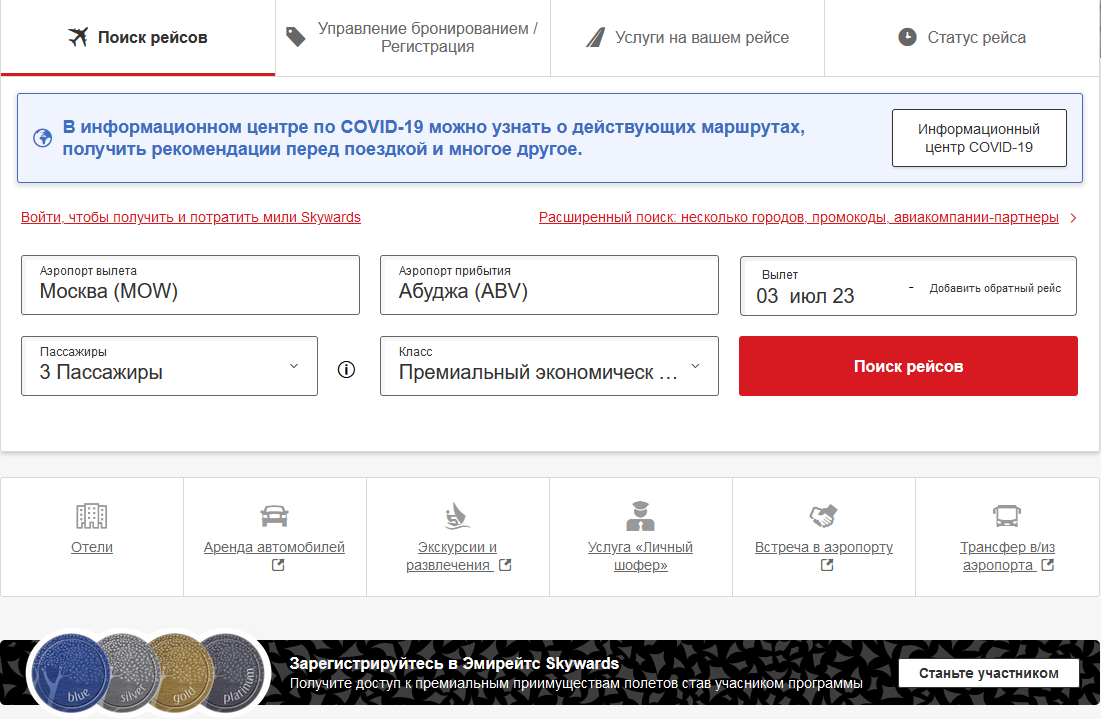 Поиск рейсов
Управление бронированием /
Регистрация
Услуги на вашем рейсе
Статус рейса
В информационном центре по COVID-19 можно узнать о действующих маршрутах,
получить рекомендации перед поездкой и многое другое.
Информационный
центр COVID-19
Войти, чтобы получить и потратить мили Skywards
Расширенный поиск: несколько городов, промокоды, авиакомпании-партнеры
Аэропорт вылета
Москва (MOW)
Аэропорт прибытия
Абуджа (ABV)
Вылет
03 июл 23
- Добавить обратный рейс
Пассажиры
3 Пассажиры
Класс
Премиальный экономическ ...
Поиск рейсов
Отели
Аренда автомобилей
Экскурсии и
развлечения
Услуга «Личный
шофер»
Встреча в аэропорту
Трансфер в/из
аэропорта
blue
silver
gold
platinum
Зарегистрируйтесь в Эмирейтс Skywards
Получите доступ к премиальным приимуществам полетов став учасником программы
Станьте участником